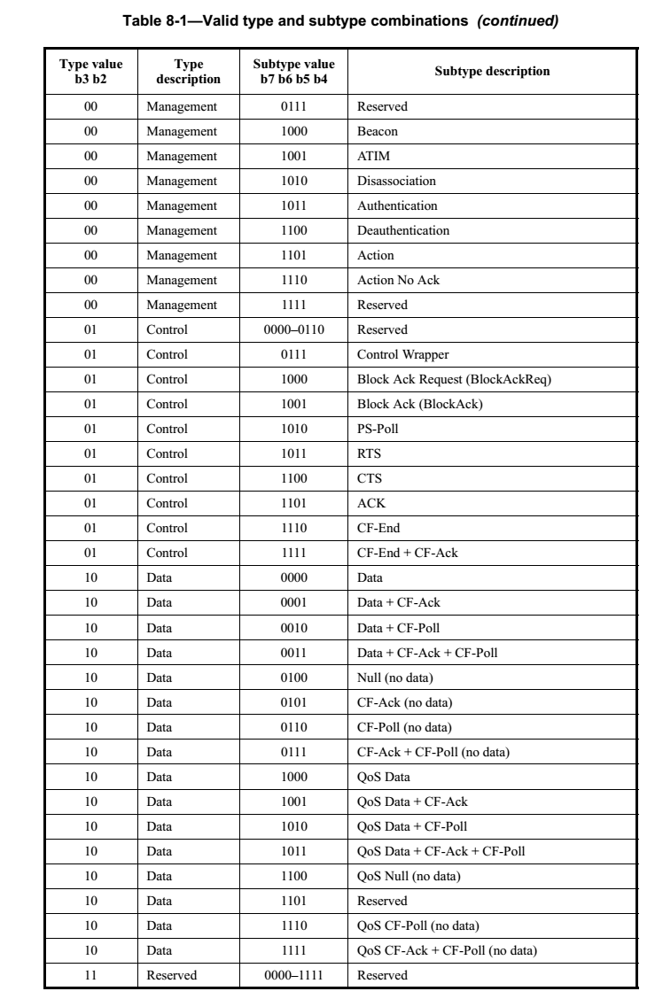 Table 8-1—Valid type and subtype combinations (continued)
Type value b3 b2 Type description Subtype value b7 b6 b5 b4 Subtype description
00 Management 0111 Reserved
00 Management 1000 Beacon
00 Management 1001 ATIM
00 Management 1010 Disassociation
00 Management 1011 Authentication
00 Management 1100 Deauthentication
00 Management 1101 Action
00 Management 1110 Action No Ack
00 Management 1111 Reserved
01 Control 0000–0110 Reserved
01 Control 0111 Control Wrapper
01 Control 1000 Block Ack Request (BlockAckReq)
01 Control 1001 Block Ack (BlockAck)
01 Control 1010 PS-Poll
01 Control 1011 RTS
01 Control 1100 CTS
01 Control 1101 ACK
01 Control 1110 CF-End
01 Control 1111 CF-End + CF-Ack
10 Data 0000 Data
10 Data 0001 Data + CF-Ack
10 Data 0010 Data + CF-Poll
10 Data 0011 Data + CF-Ack + CF-Poll
10 Data 0100 Null (no data)
10 Data 0101 CF-Ack (no data)
10 Data 0110 CF-Poll (no data)
10 Data 0111 CF-Ack + CF-Poll (no data)
10 Data 1000 QoS Data
10 Data 1001 QoS Data + CF-Ack
10 Data 1010 QoS Data + CF-Poll
10 Data 1011 QoS Data + CF-Ack + CF-Poll
10 Data 1100 QoS Null (no data)
10 Data 1101 Reserved
10 Data 1110 QoS CF-Poll (no data)
10 Data 1111 QoS CF-Ack + CF-Poll (no data)
11 Reserved 0000–1111 Reserved